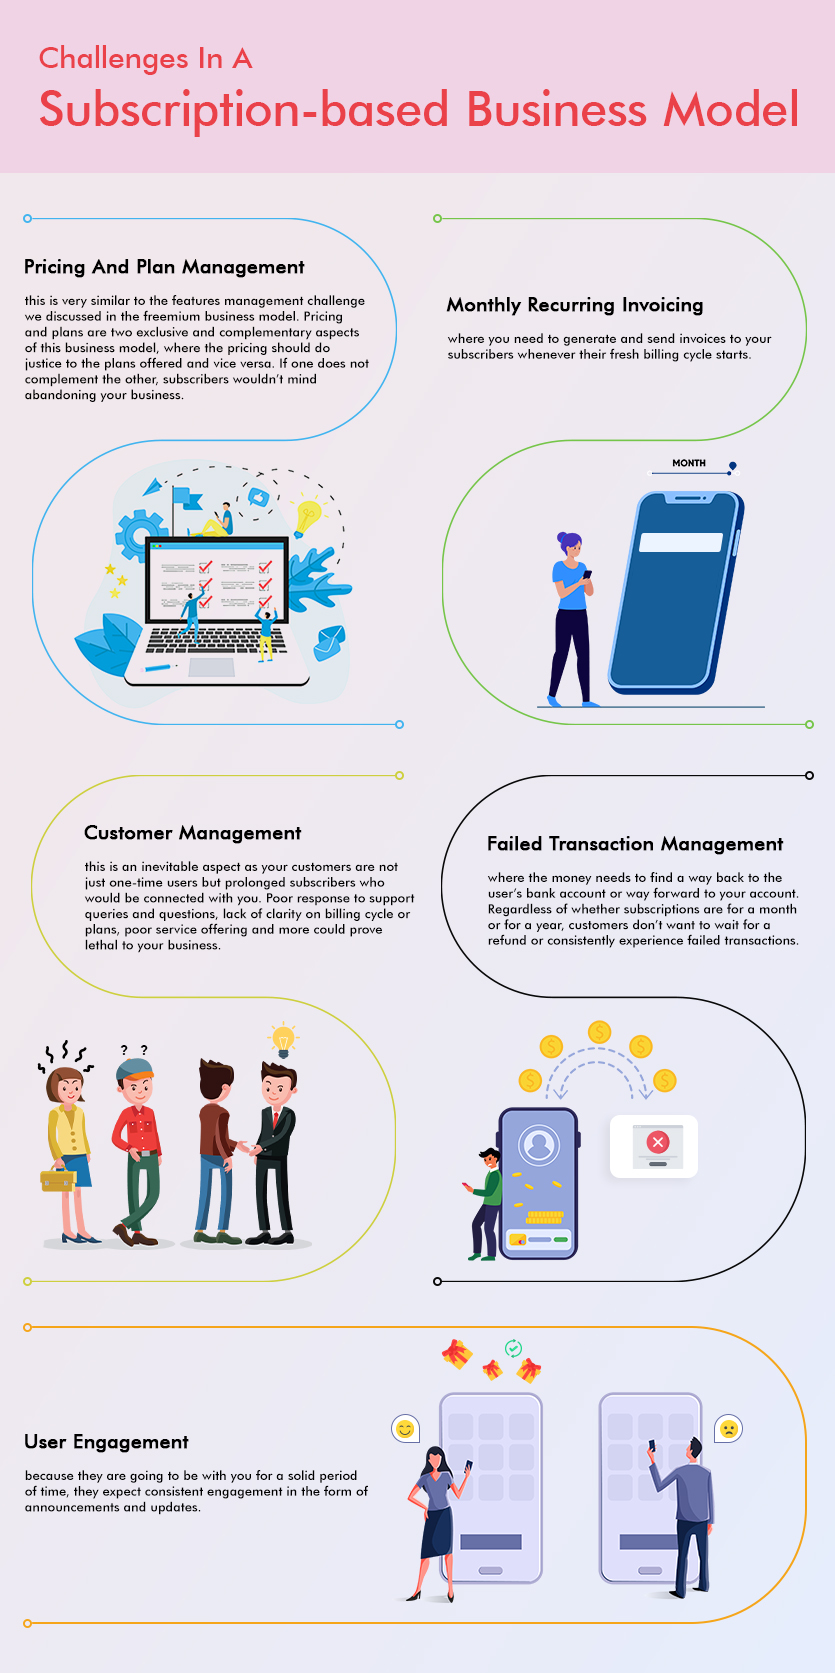 Challenges In A
Subscription-based Business Model
Pricing And Plan Management
this is very similar to the features management challenge
we discussed in the freemium business model. Pricing
and plans are two exclusive and complementary aspects
of this business model, where the pricing should do
justice to the plans offered and vice versa. If one does not
complement the other, subscribers wouldn't mind
abandoning your business.
Monthly Recurring Invoicing
where you need to generate and send invoices to your
subscribers whenever their fresh billing cycle starts.
MONTH
Customer Management
this is an inevitable aspect as your customers are not
just one-time users but prolonged subscribers who
would be connected with you. Poor response to support
queries and questions, lack of clarity on billing cycle or
plans, poor service offering and more could prove
lethal to your business.
? ?
Failed Transaction Management
where the money needs to find a way back to the
user's bank account or way forward to your account.
Regardless of whether subscriptions are for a month
or for a year, customers don't want to wait for a
refund or consistently experience failed transactions.
$ $ $ $ $
User Engagement
because they are going to be with you for a solid period
of time, they expect consistent engagement in the form of
announcements and updates.